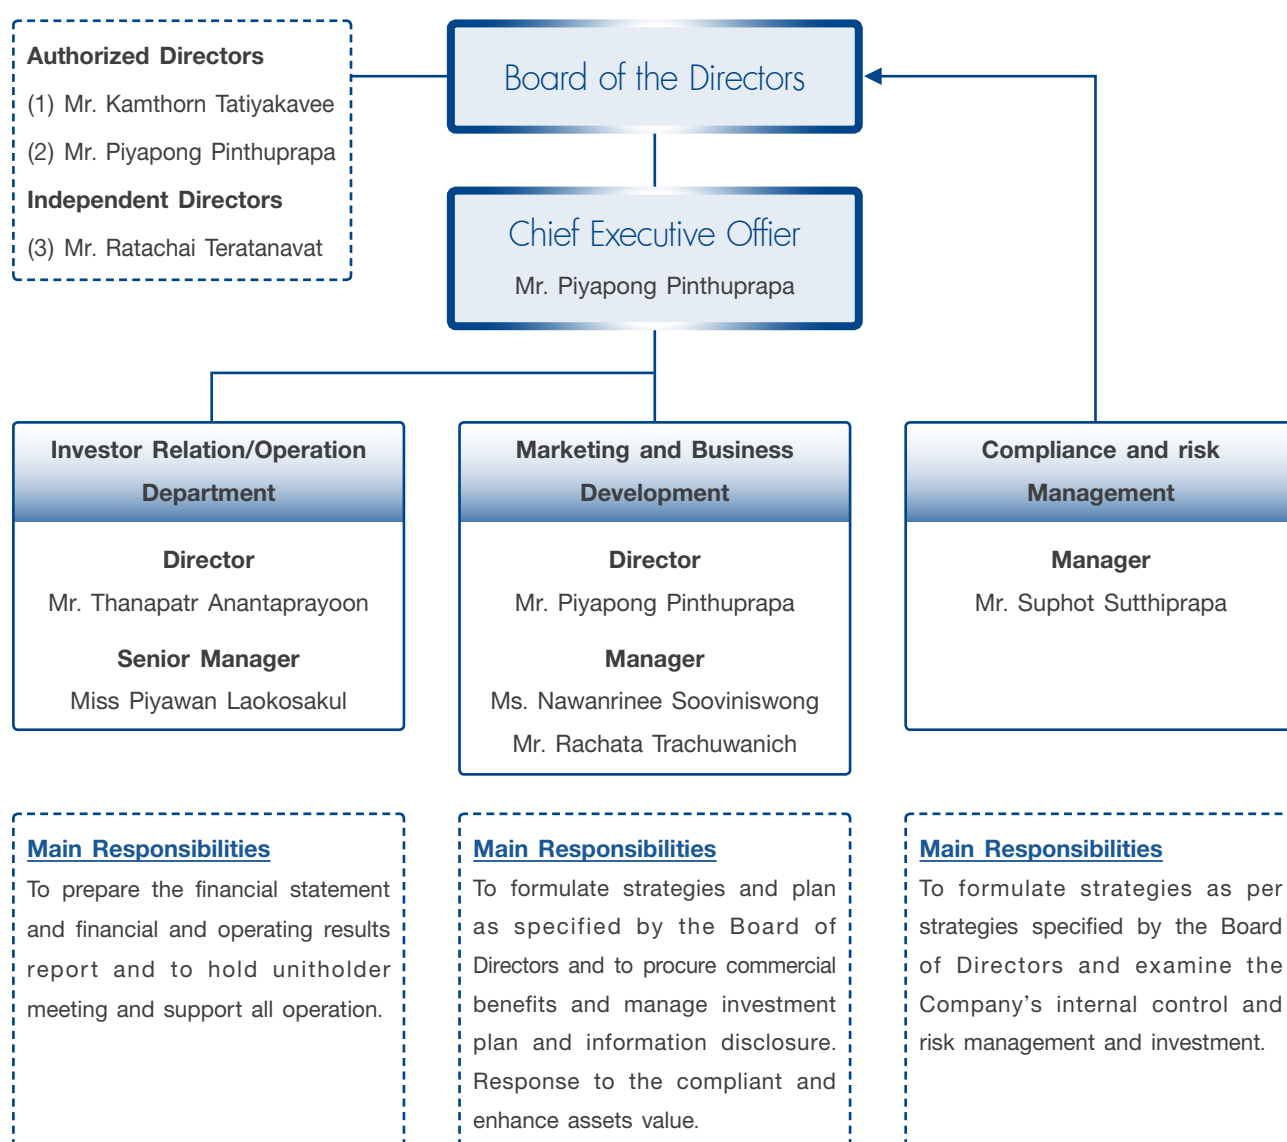 Authorized Directors
(1) Mr. Kamthorn Tatiyakavee
(2) Mr. Piyapong Pinthuprapa
Independent Directors
(3) Mr. Ratachai Teratanavat
Board of the Directors
Chief Executive Offier
Mr. Piyapong Pinthuprapa
Investor Relation/Operation
Department
Director
Mr. Thanapatr Anantaprayoon
Senior Manager
Miss Piyawan Laokosakul
Marketing and Business
Development
Director
Mr. Piyapong Pinthuprapa
Manager
Ms. Nawanrinee Sooviniswong
Mr. Rachata Trachuwanich
Compliance and risk
Management
Manager
Mr. Suphot Sutthiprapa
Main Responsibilities
To prepare the financial statement
and financial and operating results
report and to hold unitholder
meeting and support all operation.
Main Responsibilities
To formulate strategies and plan
as specified by the Board of
Directors and to procure commercial
benefits and manage investment
plan and information disclosure.
Response to the compliant and
enhance assets value.
Main Responsibilities
To formulate strategies as per
strategies specified by the Board
of Directors and examine the
Company's internal control and
risk management and investment.